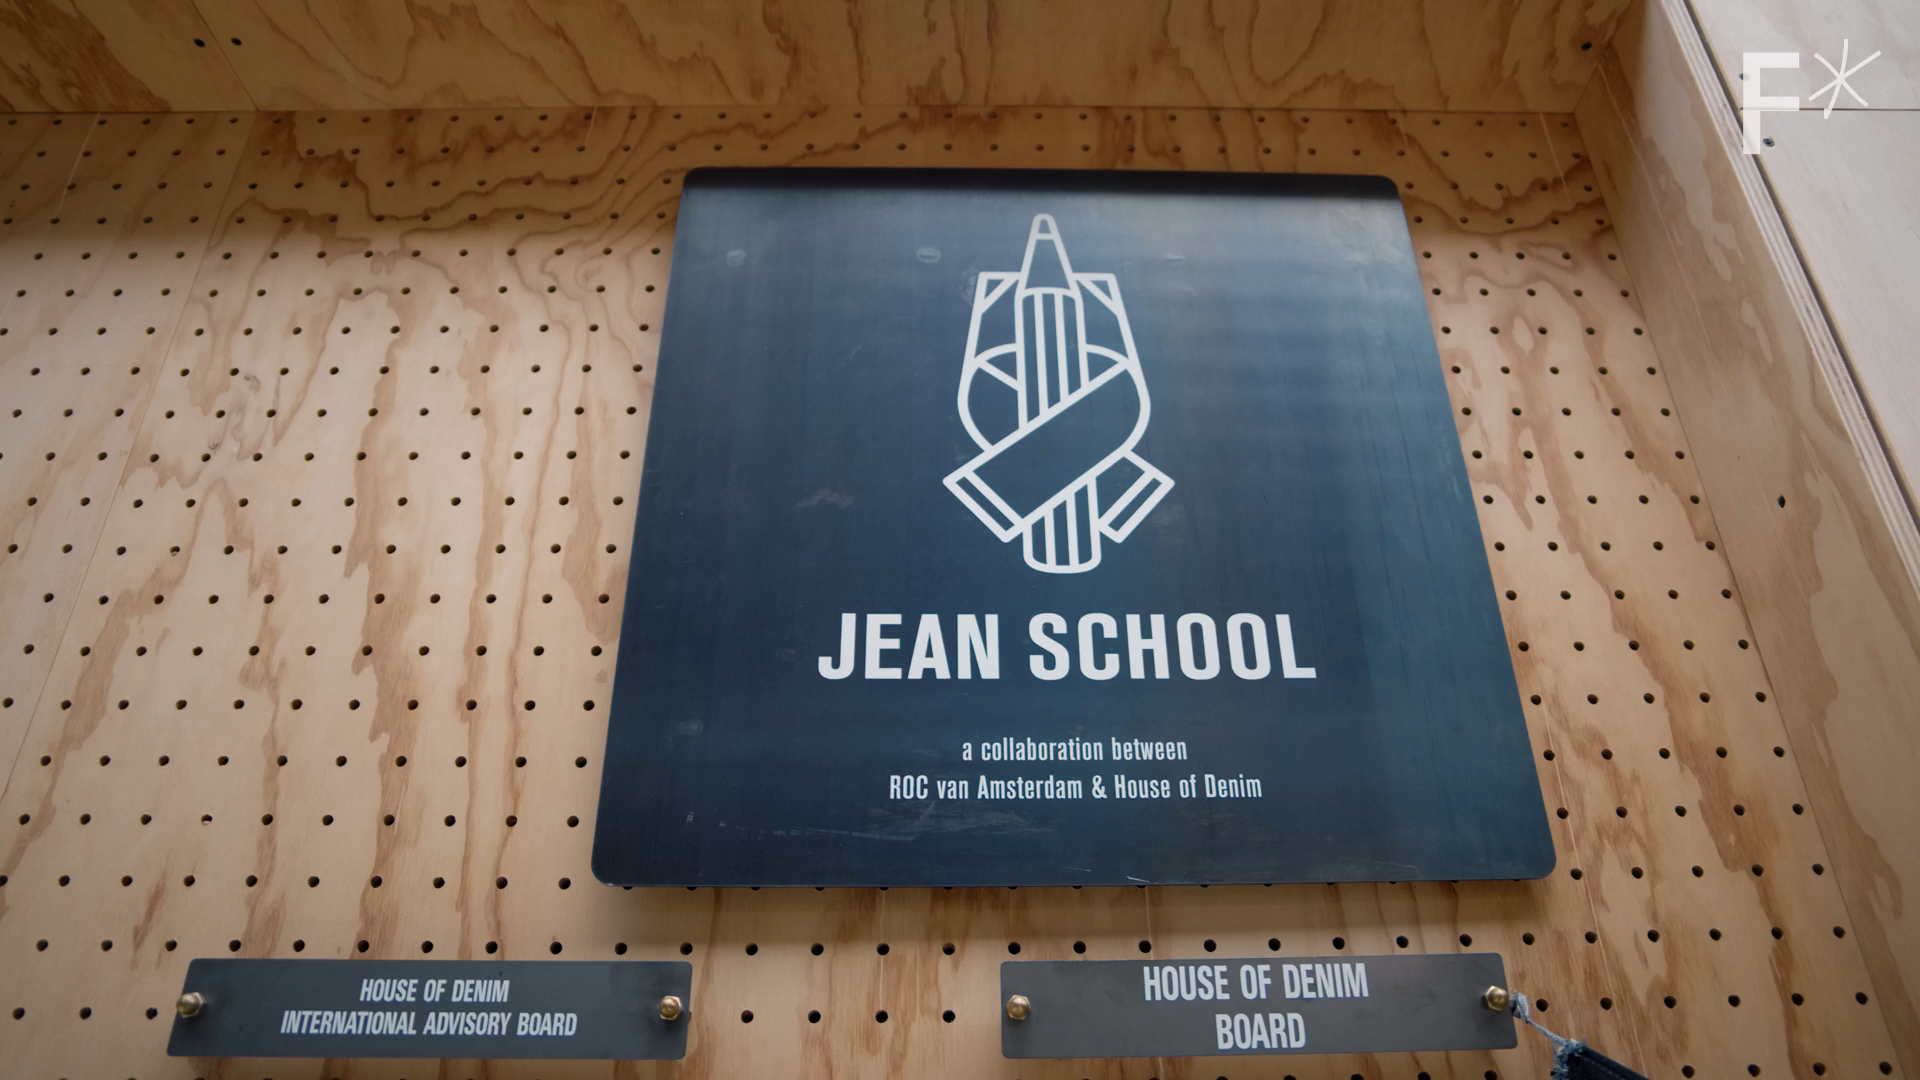 F*
JEAN SCHOOL
a collaboration between
ROC van Amsterdam & House of Denim
HOUSE OF DENIM
INTERNATIONAL ADVISORY BOARD
HOUSE OF DENIM
BOARD